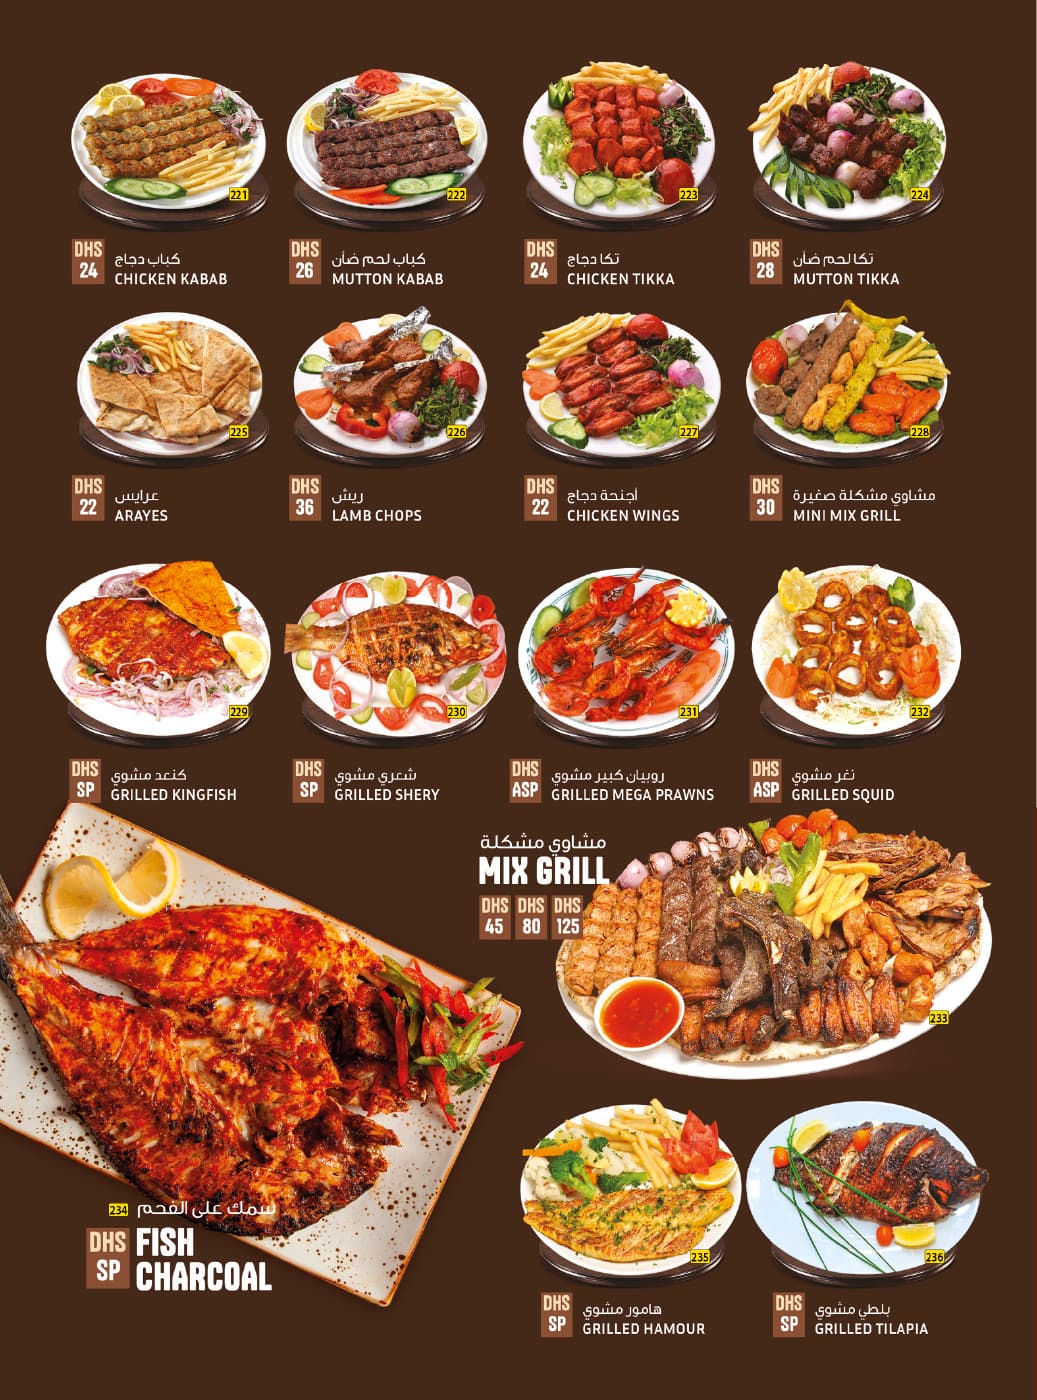 221
222
223
224
DHS
24
كباب دجاج
CHICKEN KABAB
DHS
26
كباب لحم ضأن
MUTTON KABAB
DHS
24
تكا دجاج
CHICKEN TIKKA
DHS
28
تكا لحم ضأن
MUTTON TIKKA
225
226
227
228
DHS
22
عرايس
ARAYES
DHS
36
ريش
LAMB CHOPS
DHS
22
أجنحة دجاج
CHICKEN WINGS
DHS
30
مشاوي مشكلة صغيرة
MINI MIX GRILL
229
230
231
232
DHS
SP
كنعد مشوي
GRILLED KINGFISH
DHS
SP
شعري مشوي
GRILLED SHERY
DHS
ASP
روبيان كبير مشوي
GRILLED MEGA PRAWNS
DHS
ASP
نغر مشوي
GRILLED SQUID
مشاوي مشكلة
MIX GRILL
DHS
45
DHS
80
DHS
125
233
234 سمك على الفحم
DHS
SP
FISH
CHARCOAL
235
236
DHS
SP
هامور مشوي
GRILLED HAMOUR
DHS
SP
بلطي مشوي
GRILLED TILAPIA